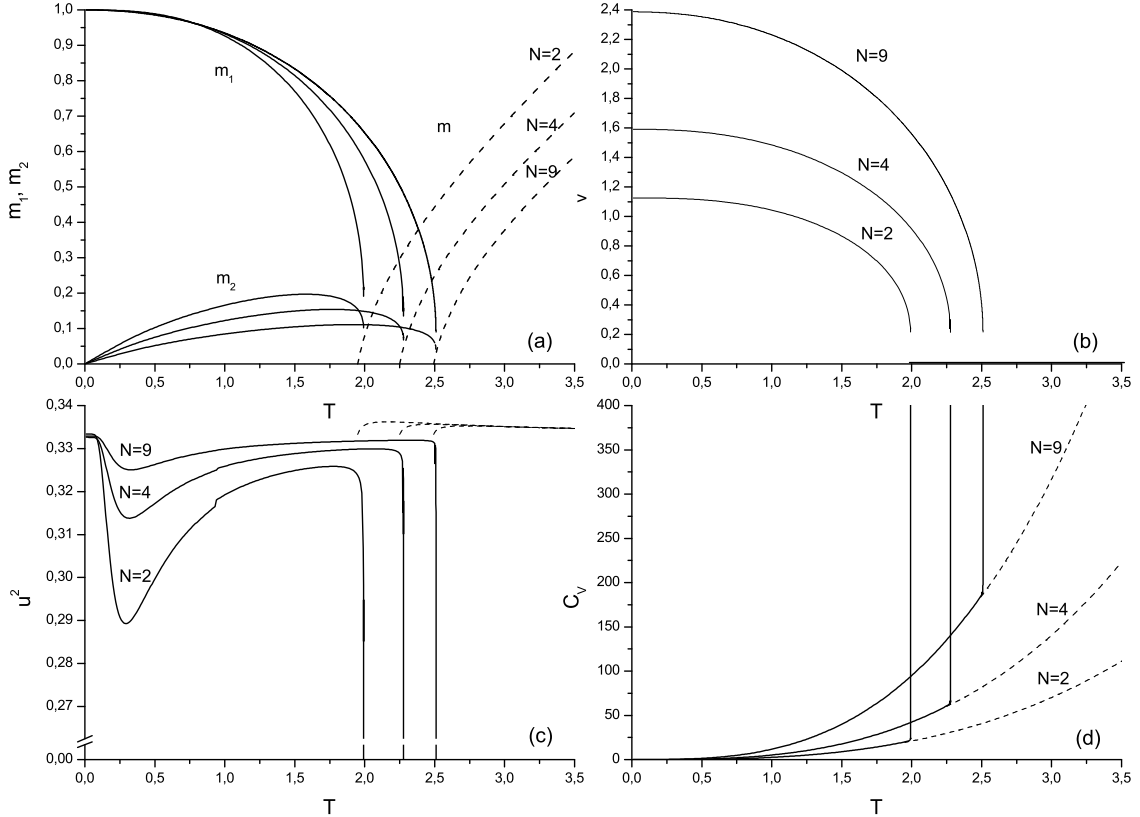 1,0
0,9
0,8
0,7
0,6
0,5
0,4
0,3
0,2
0,1
0,0
m1, m2
m1
m2
m
N=2
N=4
N=9
(a)
0,0 0,5 1,0 1,5 2,0 2,5 3,0 3,5
T
2,4
2,2
2,0
1,8
1,6
1,4
1,2
1,0
0,8
0,6
0,4
0,2
0,0
v
N=9
N=4
N=2
(b)
0,0 0,5 1,0 1,5 2,0 2,5 3,0 3,5
T
0,34
0,33
0,32
0,31
0,30
0,29
0,28
0,27
0,00
u2
N=9
N=4
N=2
(c)
0,0 0,5 1,0 1,5 2,0 2,5 3,0 3,5
T
400
350
300
250
200
150
100
50
0
CV
N=9
N=4
N=2
(d)
0,0 0,5 1,0 1,5 2,0 2,5 3,0 3,5
T